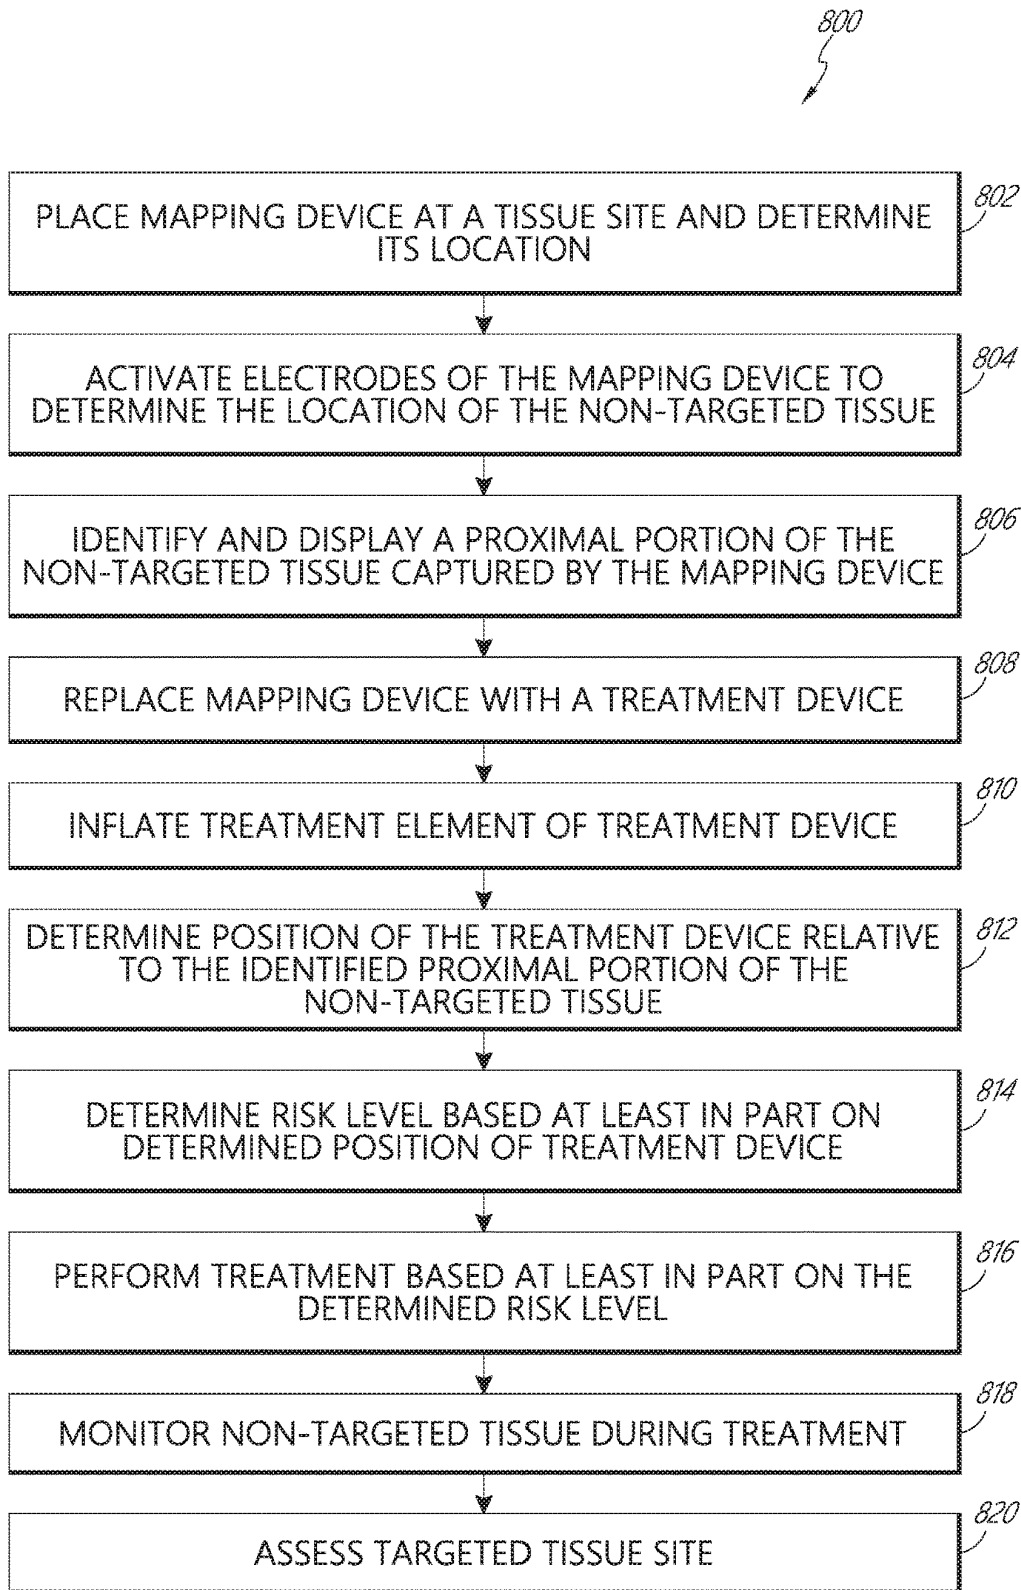 800
PLACE MAPPING DEVICE AT A TISSUE SITE AND DETERMINE
ITS LOCATION
802
ACTIVATE ELECTRODES OF THE MAPPING DEVICE TO
DETERMINE THE LOCATION OF THE NON-TARGETED TISSUE
804
IDENTIFY AND DISPLAY A PROXIMAL PORTION OF THE
NON-TARGETED TISSUE CAPTURED BY THE MAPPING DEVICE
806
REPLACE MAPPING DEVICE WITH A TREATMENT DEVICE
808
INFLATE TREATMENT ELEMENT OF TREATMENT DEVICE
810
DETERMINE POSITION OF THE TREATMENT DEVICE RELATIVE
TO THE IDENTIFIED PROXIMAL PORTION OF THE
NON-TARGETED TISSUE
812
DETERMINE RISK LEVEL BASED AT LEAST IN PART ON
DETERMINED POSITION OF TREATMENT DEVICE
814
PERFORM TREATMENT BASED AT LEAST IN PART ON THE
DETERMINED RISK LEVEL
816
MONITOR NON-TARGETED TISSUE DURING TREATMENT
818
ASSESS TARGETED TISSUE SITE
820